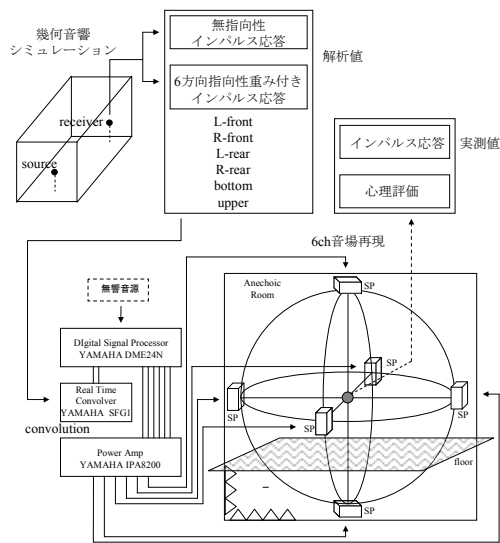 幾何音響
シミュレーション
無指向性
インパルス応答
解析値
6方向指向性重み付き
インパルス応答
receiver
source
L-front
R-front
L-rear
R-rear
bottom
upper
インパルス応答
実測値
心理評価
6ch音場再現
無響音源
Anechoic
Room
SP
DIgital Signal Processor
YAMAHA DME24N
SP
Real Time
Convolver
YAMAHA SFG1
SP
SP
SP
convolution
Power Amp
YAMAHA IPA8200
floor
SP